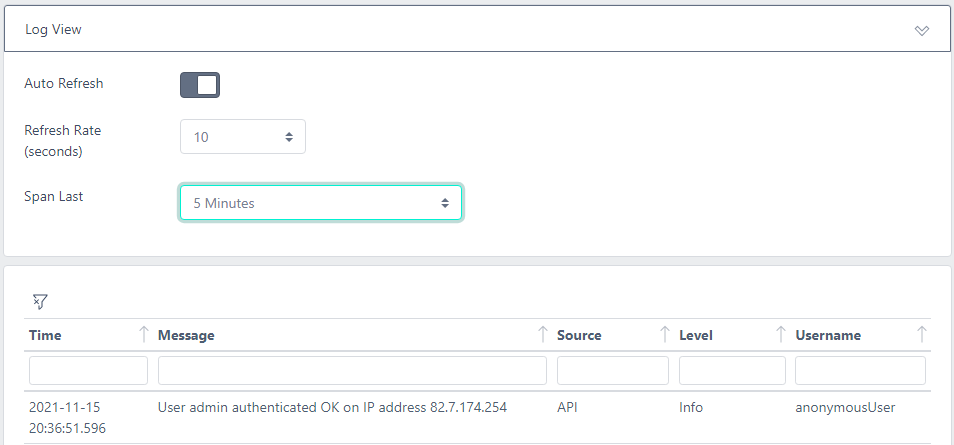 Log View
Auto Refresh
Refresh Rate
(seconds)
10
Span Last
5 Minutes
Time Message Source Level Username
2021-11-15 User admin authenticated OK on IP address 82.7.174.254 API Info anonymousUser
20:36:51.596